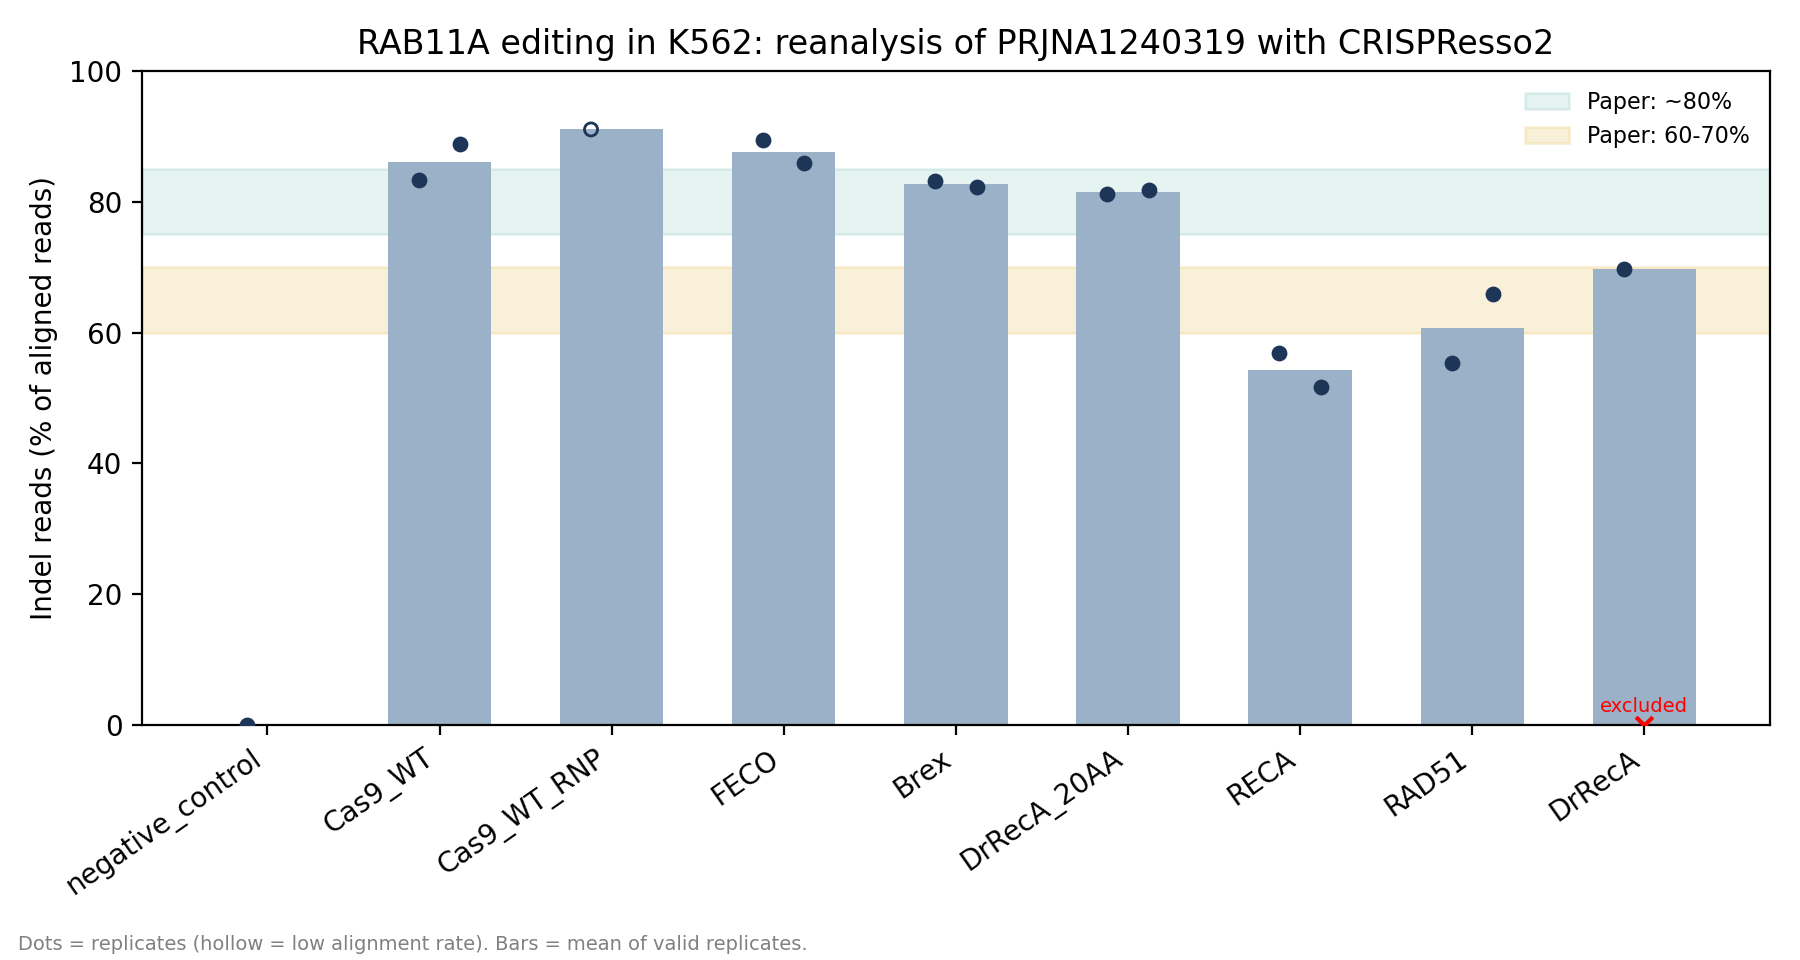 RAB11A editing in K562: reanalysis of PRJNA1240319 with CRISPResso2
Indel reads (% of aligned reads)
100
80
60
40
20
0
Paper: ~80%
Paper: 60-70%
excluded
negative_control
Cas9_WT
Cas9_WT_RNP
FECO
Brex
DrRecA_20AA
RECA
RAD51
DrRecA
Dots = replicates (hollow = low alignment rate). Bars = mean of valid replicates.